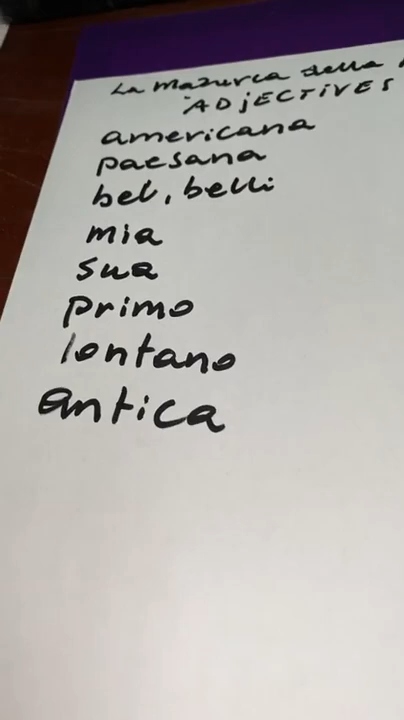 La Mazurca della
ADJECTIVES
americana
paesana
bel, belli
mia
sua
primo
lontano
antica